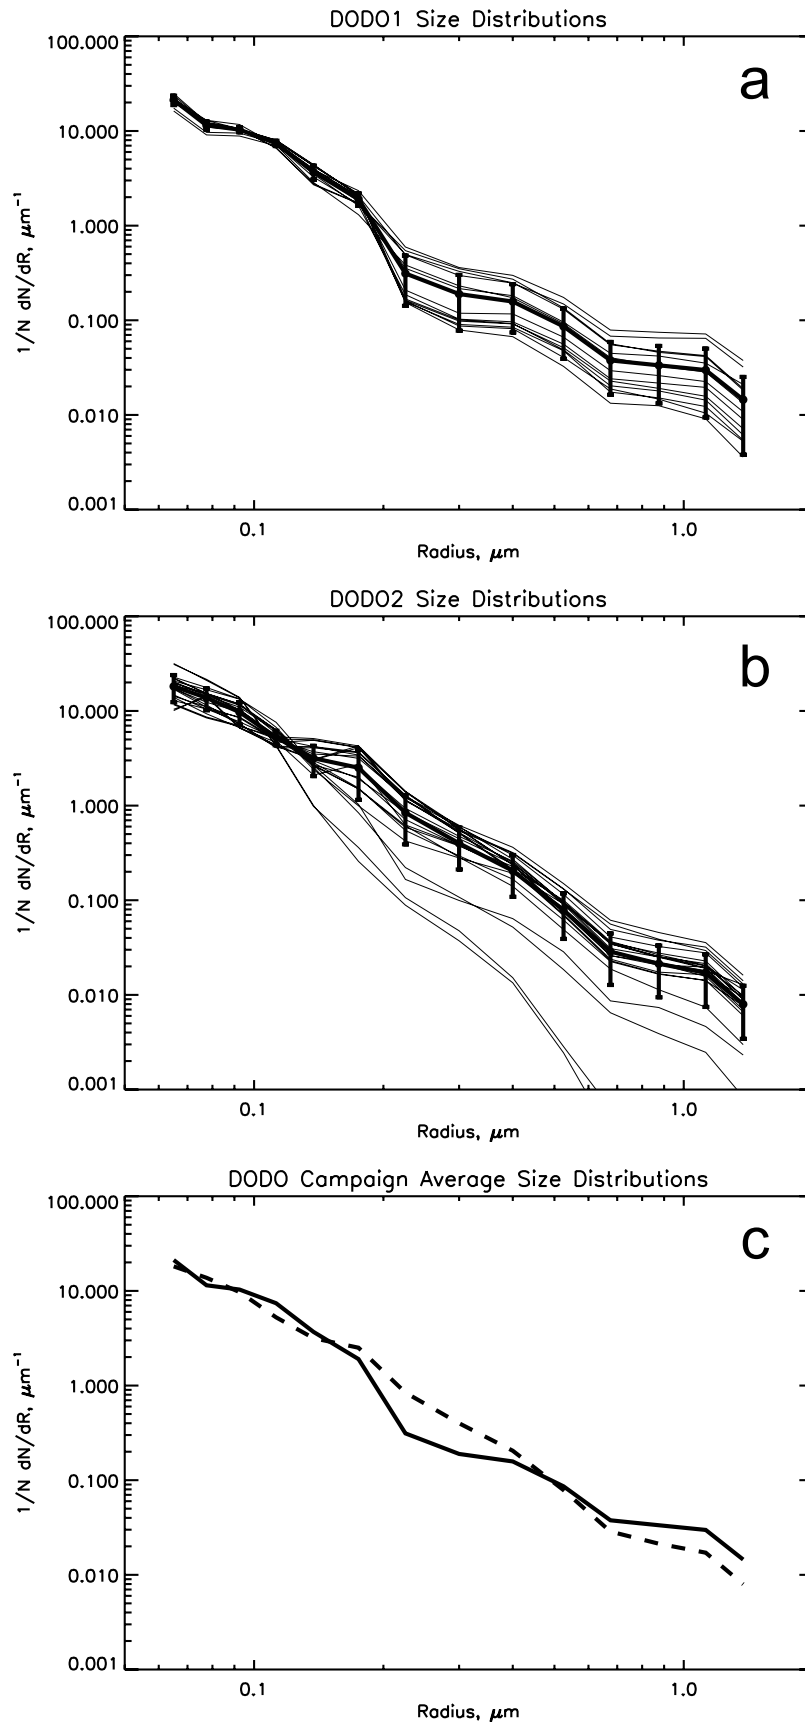 DODO1 Size Distributions
a
100.000
10.000
1.000
0.100
0.010
0.001
1/N dN/dR, μm⁻¹
0.1
1.0
Radius, μm
DODO2 Size Distributions
b
100.000
10.000
1.000
0.100
0.010
0.001
1/N dN/dR, μm⁻¹
0.1
1.0
Radius, μm
DODO Campaign Average Size Distributions
c
100.000
10.000
1.000
0.100
0.010
0.001
1/N dN/dR, μm⁻¹
0.1
1.0
Radius, μm